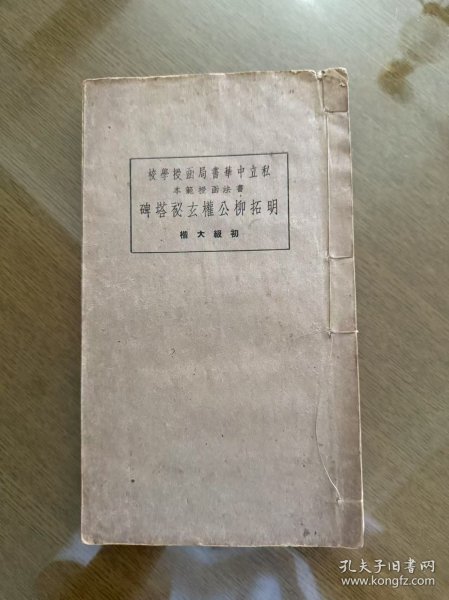 私立中華書局函授學校
書法函授範本
明拓柳公權玄祕塔碑
初級大楷
孔夫子旧书网
www.kongfz.com